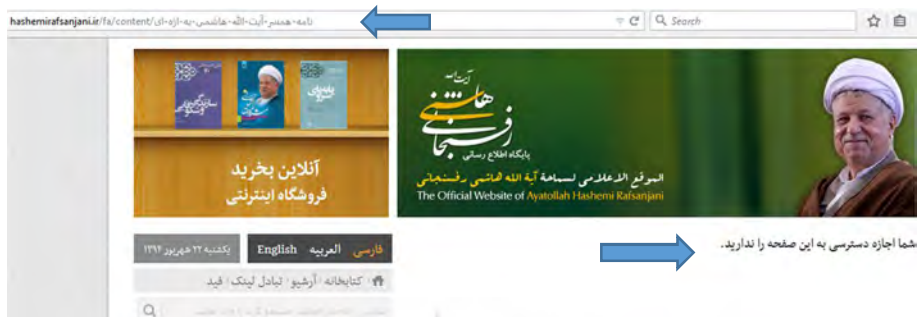 hashemirafsanjani.ir/fa/content/نامه-همسر-آیت-الله-هاشمی-به-اژه-ای
Search
آیت‌الله
هاشمی
رفسنجانی
پایگاه اطلاع رسانی
الموقع الاعلامی لسماحة آیة الله هاشمی رفسنجانی
The Official Website of Ayatollah Hashemi Rafsanjani
آنلاین بخرید
فروشگاه اینترنتی
فارسی العربیه English
یکشنبه ۲۲ شهریور ۱۳۹۴
کتابخانه آرشیو تبادل لینک فید
شما اجازه دسترسی به این صفحه را ندارید.